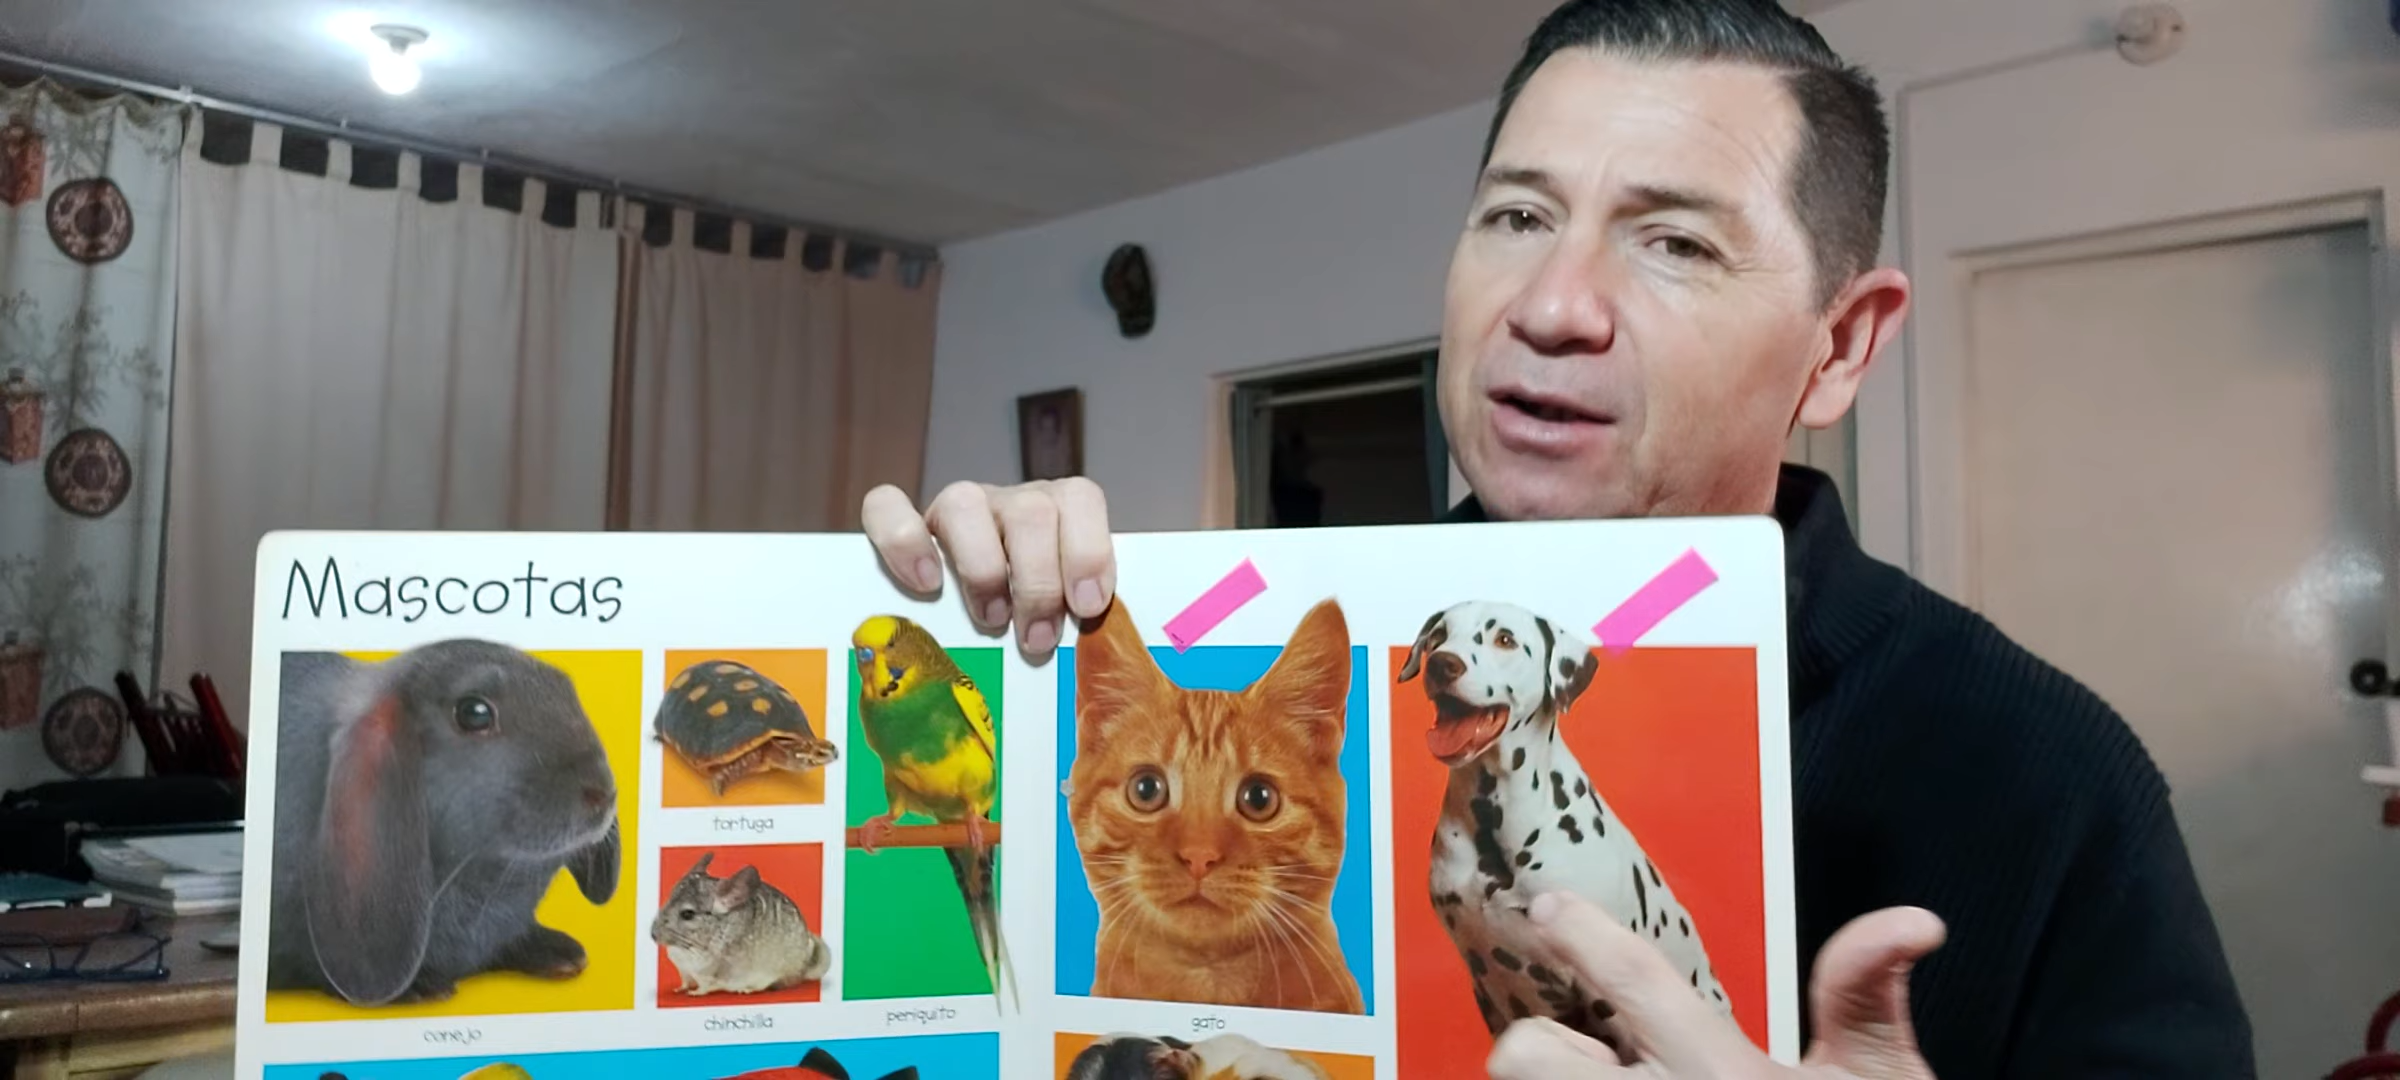 Mascotas
tortuga
conejo
chinchilla
periquito
gato